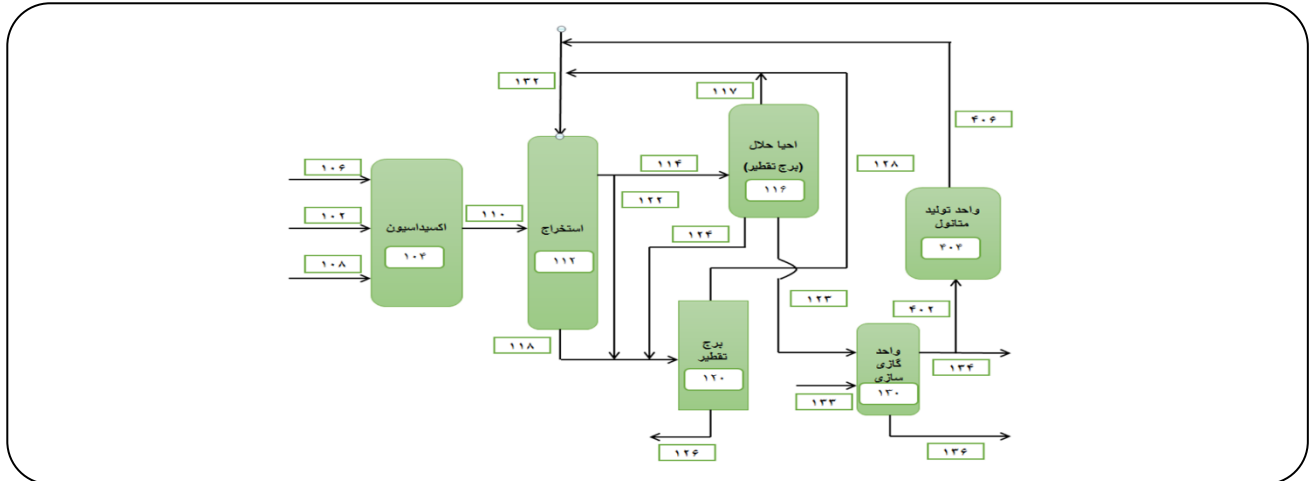 ۱۳۲
۱۱۷
۴۰۶
۱۰۶
۱۰۲
۱۰۸
اکسیداسیون
۱۰۴
۱۱۰
استخراج
۱۱۲
۱۱۴
۱۲۲
احیا حلال
(برج تقطیر)
۱۱۶
۱۲۸
واحد تولید
متانول
۴۰۴
۱۲۴
۱۲۳
۴۰۲
۱۱۸
برج
تقطیر
۱۲۰
واحد
گازی
سازی
۱۳۰
۱۳۴
۱۳۳
۱۲۶
۱۳۶